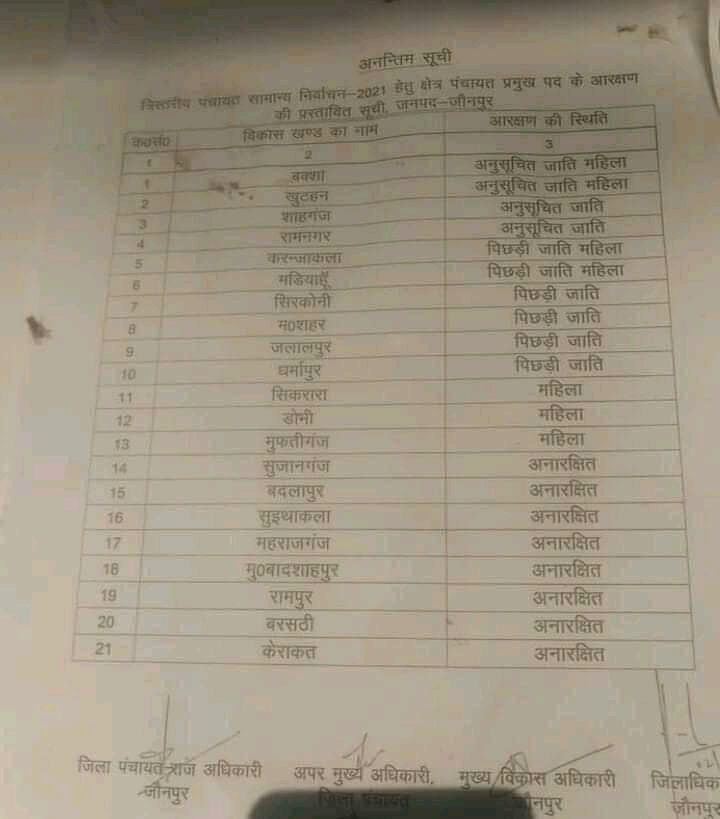 अनन्तिम सूची
त्रिस्तरीय पंचायत सामान्य निर्वाचन-2021 हेतु क्षेत्र पंचायत प्रमुख पद के आरक्षण
की प्रस्तावित सूची, जनपद-जौनपुर
क०सं० विकास खण्ड का नाम आरक्षण की स्थिति
1 2 3
1 बक्शा अनुसूचित जाति महिला
2 खुटहन अनुसूचित जाति महिला
3 शाहगंज अनुसूचित जाति
4 रामनगर अनुसूचित जाति
5 करन्जाकला पिछड़ी जाति महिला
6 मडियाहूँ पिछड़ी जाति महिला
7 सिरकोनी पिछड़ी जाति
8 म०शहर पिछड़ी जाति
9 जलालपुर पिछड़ी जाति
10 धर्मापुर पिछड़ी जाति
11 सिकरारा महिला
12 डोभी महिला
13 मुफ्तीगंज महिला
14 सुजानगंज अनारक्षित
15 बदलापुर अनारक्षित
16 सुइथाकला अनारक्षित
17 महराजगंज अनारक्षित
18 मु०बादशाहपुर अनारक्षित
19 रामपुर अनारक्षित
20 बरसठी अनारक्षित
21 केराकत अनारक्षित
जिला पंचायत राज अधिकारी अपर मुख्य अधिकारी, मुख्य विकास अधिकारी जिलाधिक
जौनपुर जिला पंचायत जौनपुर जौनपुर